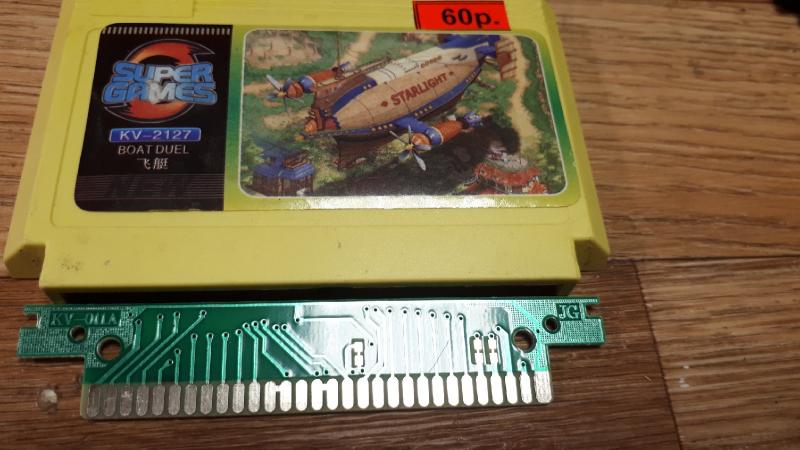 60р.
SUPER
GAMES
KV-2127
BOAT DUEL
飞艇
STARLIGHT
KV-011A
JG